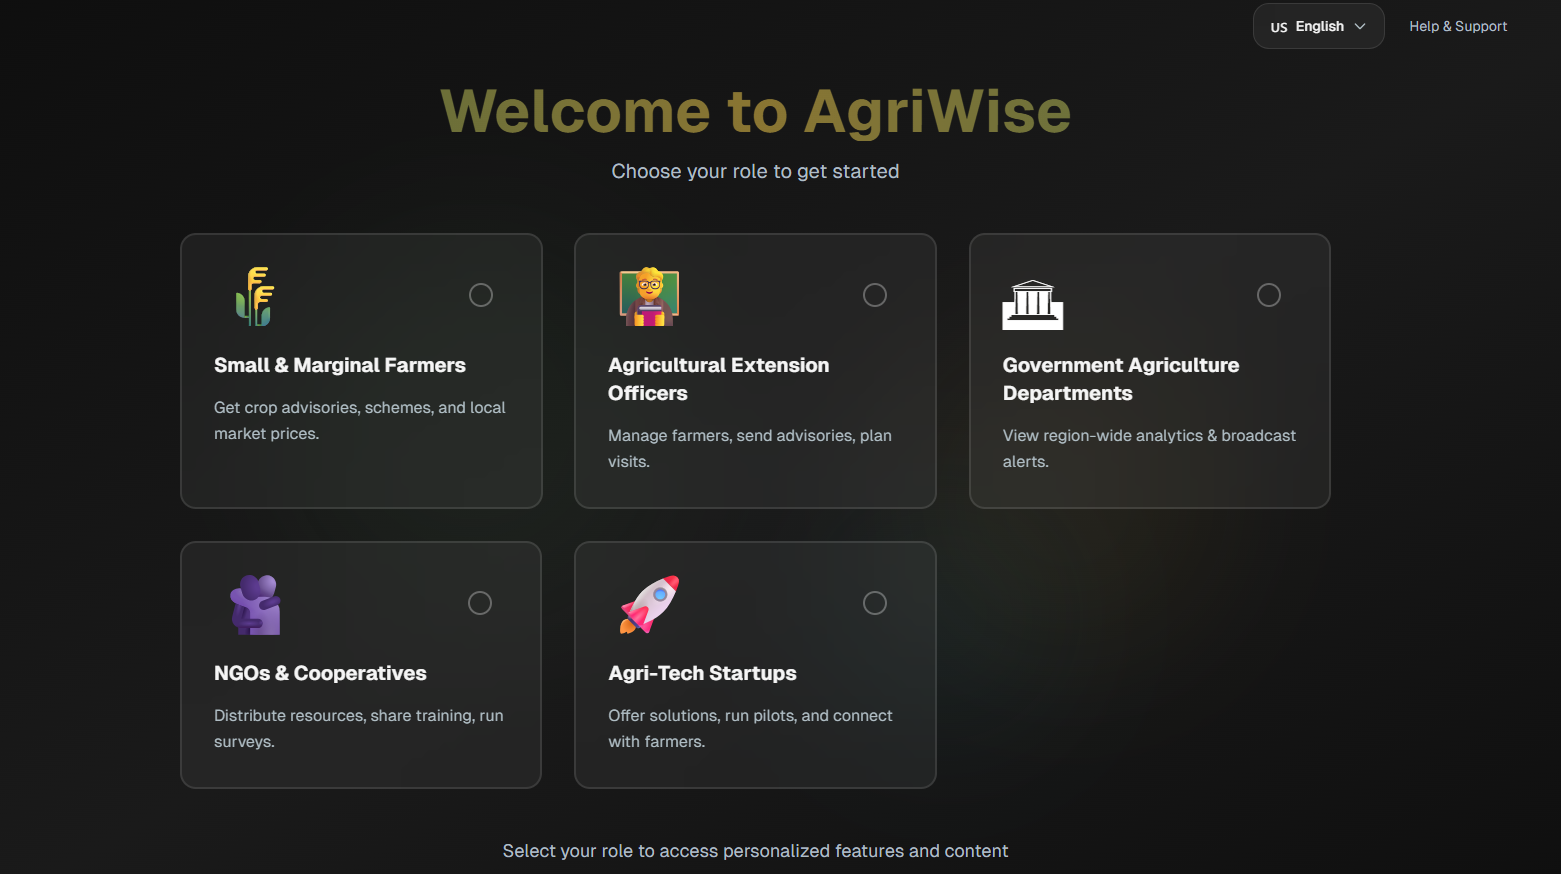 US English
Help & Support
Welcome to AgriWise
Choose your role to get started
Small & Marginal Farmers
Get crop advisories, schemes, and local
market prices.
Agricultural Extension
Officers
Manage farmers, send advisories, plan
visits.
Government Agriculture
Departments
View region-wide analytics & broadcast
alerts.
NGOs & Cooperatives
Distribute resources, share training, run
surveys.
Agri-Tech Startups
Offer solutions, run pilots, and connect
with farmers.
Select your role to access personalized features and content